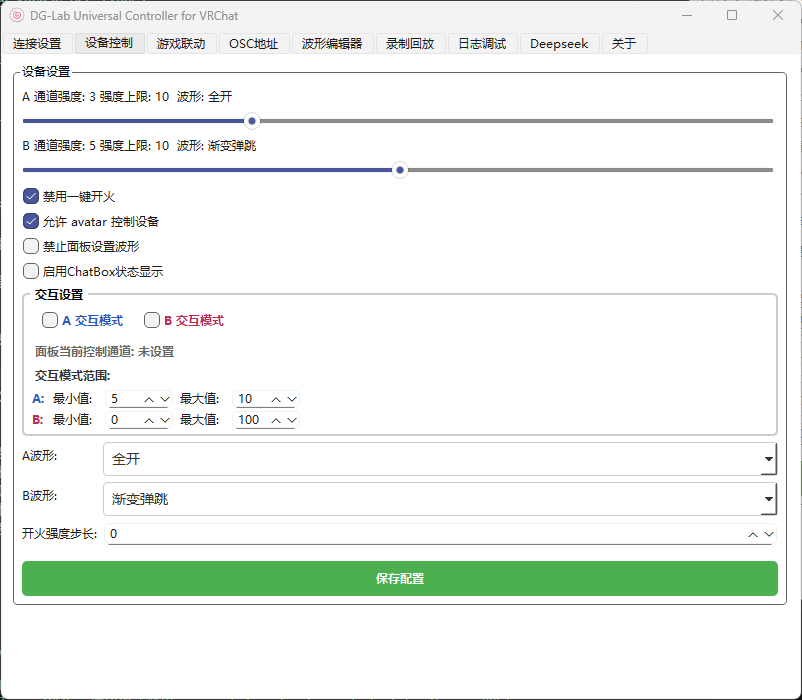 DG-Lab Universal Controller for VRChat
连接设置 设备控制 游戏联动 OSC地址 波形编辑器 录制回放 日志调试 Deepseek 关于
设备设置
A 通道强度: 3 强度上限: 10 波形: 全开
B 通道强度: 5 强度上限: 10 波形: 渐变弹跳
禁用一键开火
允许 avatar 控制设备
禁止面板设置波形
启用ChatBox状态显示
交互设置
A 交互模式 B 交互模式
面板当前控制通道: 未设置
交互模式范围:
A: 最小值: 5 最大值: 10
B: 最小值: 0 最大值: 100
A波形: 全开
B波形: 渐变弹跳
开火强度步长: 0
保存配置